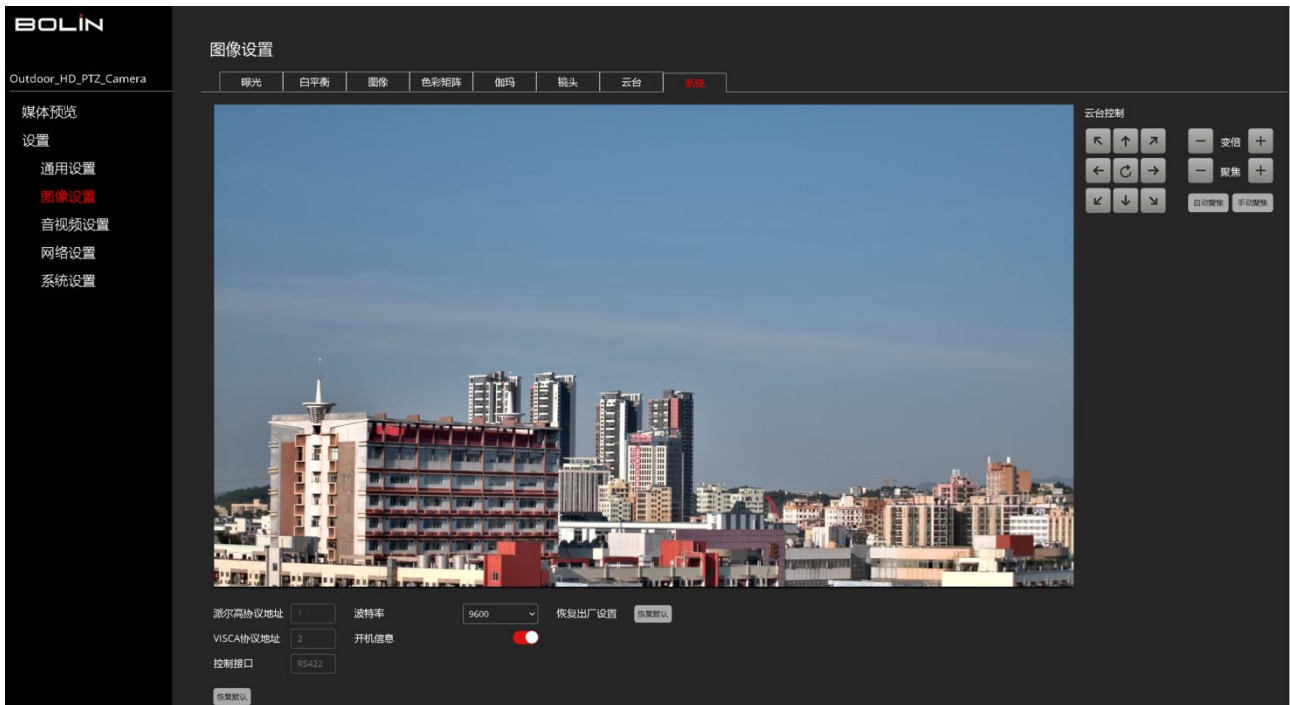 BOLIN
图像设置
Outdoor_HD_PTZ_Camera
曝光 白平衡 图像 色彩矩阵 伽玛 镜头 云台 系统
媒体预览
设置
通用设置
图像设置
音视频设置
网络设置
系统设置
云台控制
变倍
聚焦
自动聚焦 手动聚焦
派尔高协议地址 1 波特率 9600 恢复出厂设置 恢复默认
VISCA协议地址 2 开机信息
控制接口 RS422
恢复默认